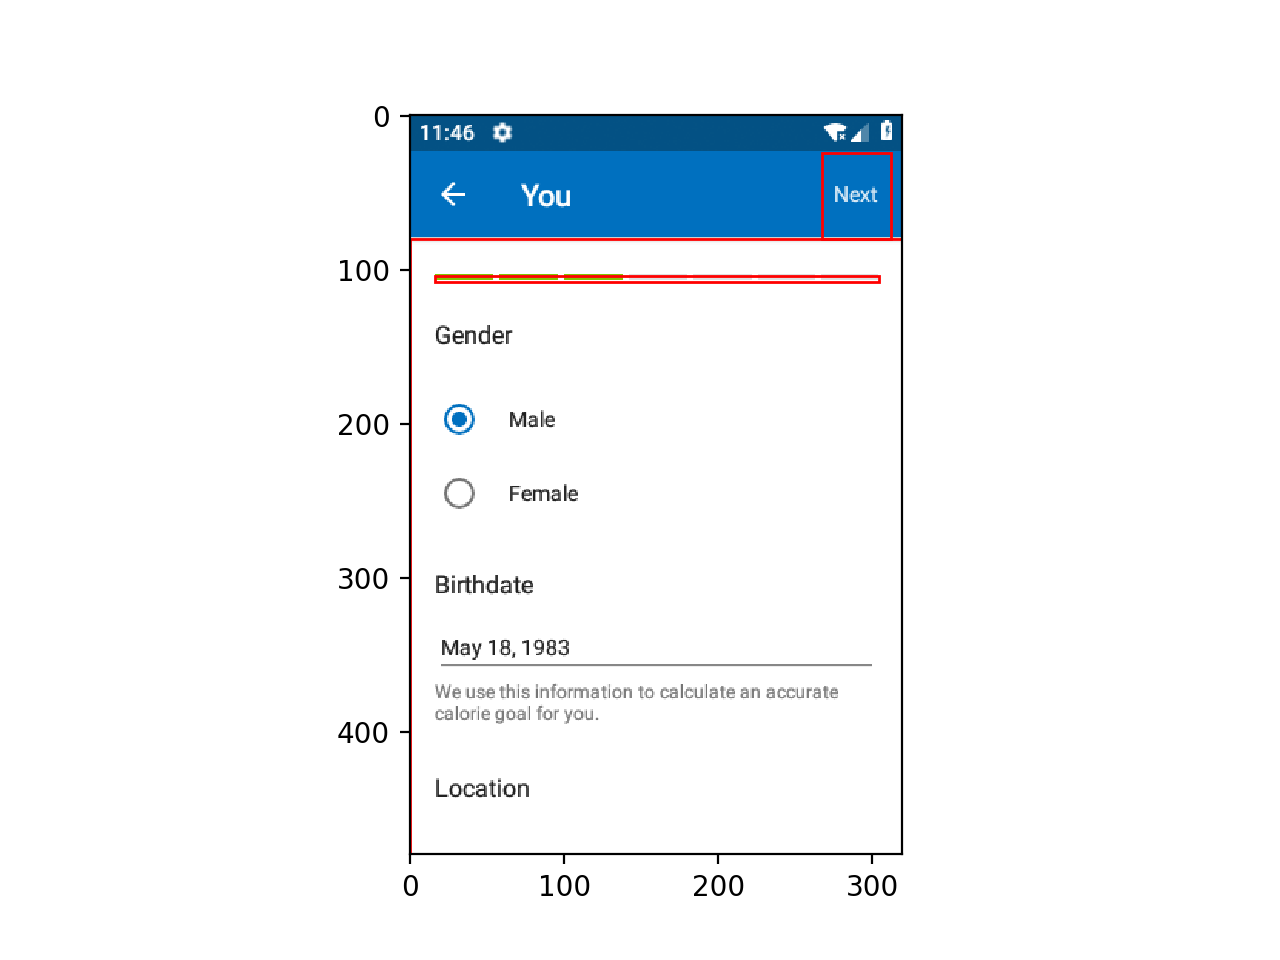 0
11:46
You
Next
100
Gender
200
Male
Female
300
Birthdate
May 18, 1983
We use this information to calculate an accurate
calorie goal for you.
400
Location
0 100 200 300